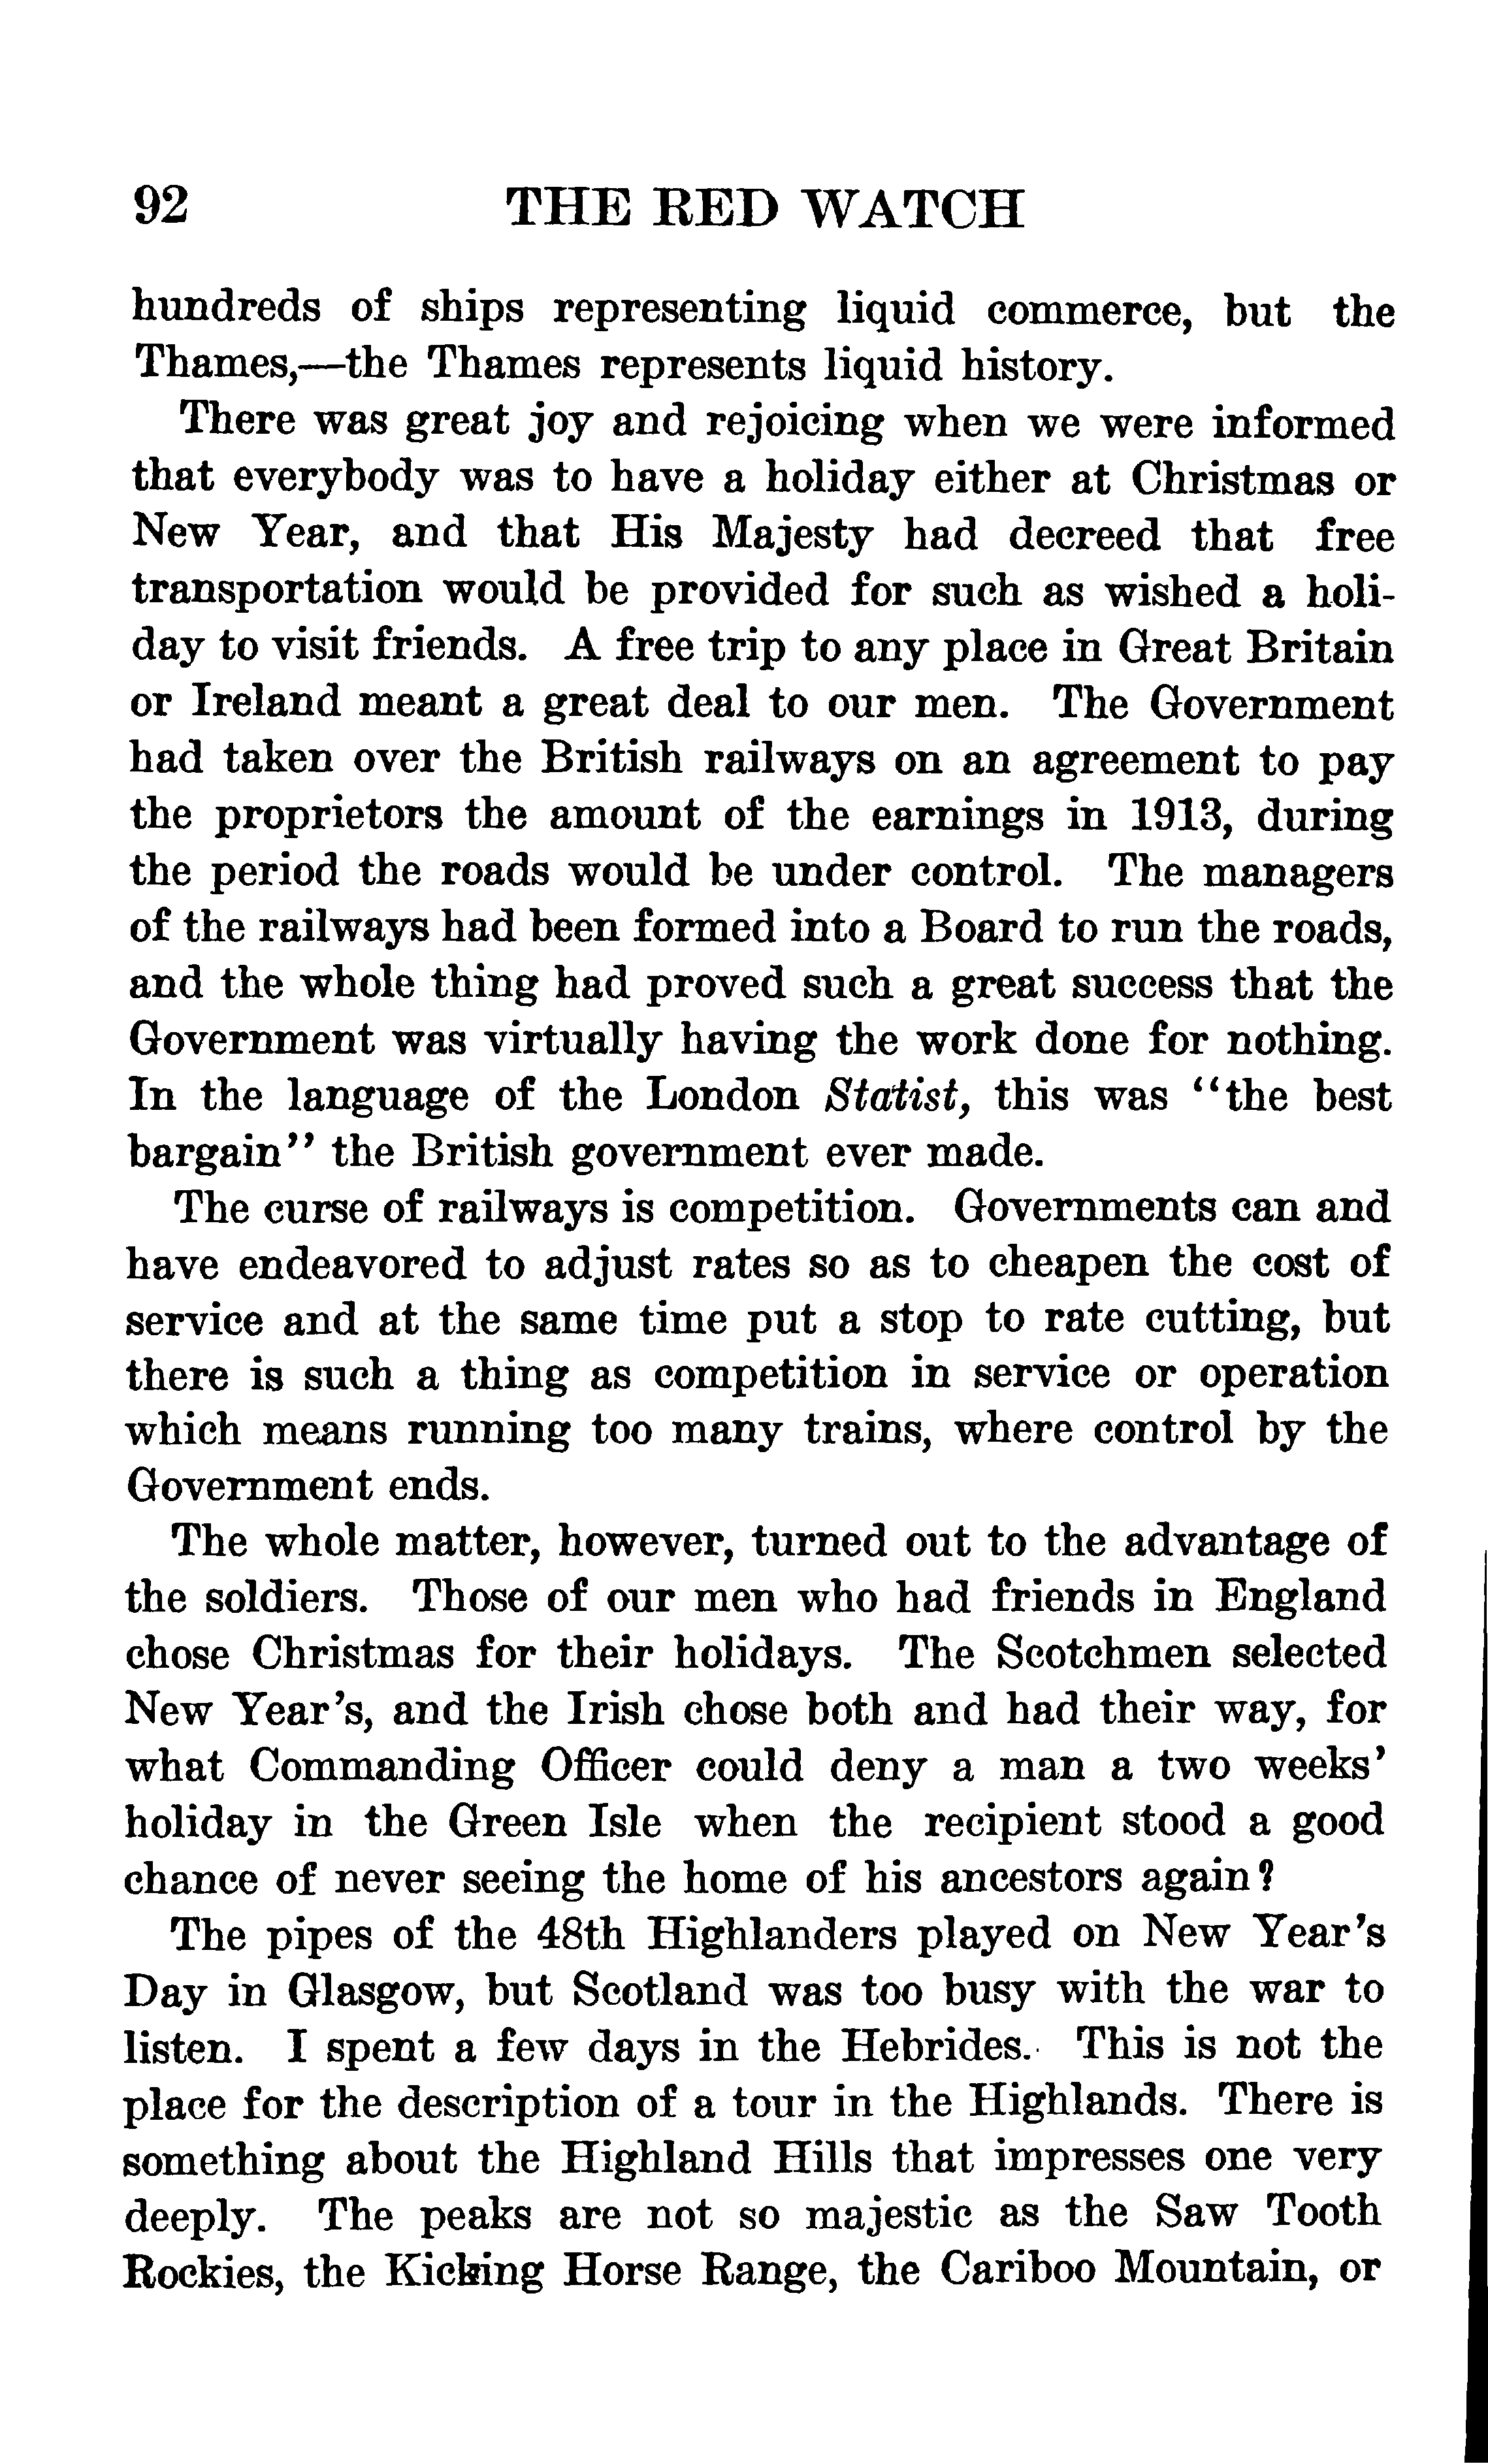 92 THE RED WATCH
hundreds of ships representing liquid commerce, but the
Thames,—the Thames represents liquid history.
There was great joy and rejoicing when we were informed
that everybody was to have a holiday either at Christmas or
New Year, and that His Majesty had decreed that free
transportation would be provided for such as wished a holi-
day to visit friends. A free trip to any place in Great Britain
or Ireland meant a great deal to our men. The Government
had taken over the British railways on an agreement to pay
the proprietors the amount of the earnings in 1913, during
the period the roads would be under control. The managers
of the railways had been formed into a Board to run the roads,
and the whole thing had proved such a great success that the
Government was virtually having the work done for nothing.
In the language of the London Statist, this was "the best
bargain" the British government ever made.
The curse of railways is competition. Governments can and
have endeavored to adjust rates so as to cheapen the cost of
service and at the same time put a stop to rate cutting, but
there is such a thing as competition in service or operation
which means running too many trains, where control by the
Government ends.
The whole matter, however, turned out to the advantage of
the soldiers. Those of our men who had friends in England
chose Christmas for their holidays. The Scotchmen selected
New Year's, and the Irish chose both and had their way, for
what Commanding Officer could deny a man a two weeks'
holiday in the Green Isle when the recipient stood a good
chance of never seeing the home of his ancestors again?
The pipes of the 48th Highlanders played on New Year's
Day in Glasgow, but Scotland was too busy with the war to
listen. I spent a few days in the Hebrides. This is not the
place for the description of a tour in the Highlands. There is
something about the Highland Hills that impresses one very
deeply. The peaks are not so majestic as the Saw Tooth
Rockies, the Kicking Horse Range, the Cariboo Mountain, or